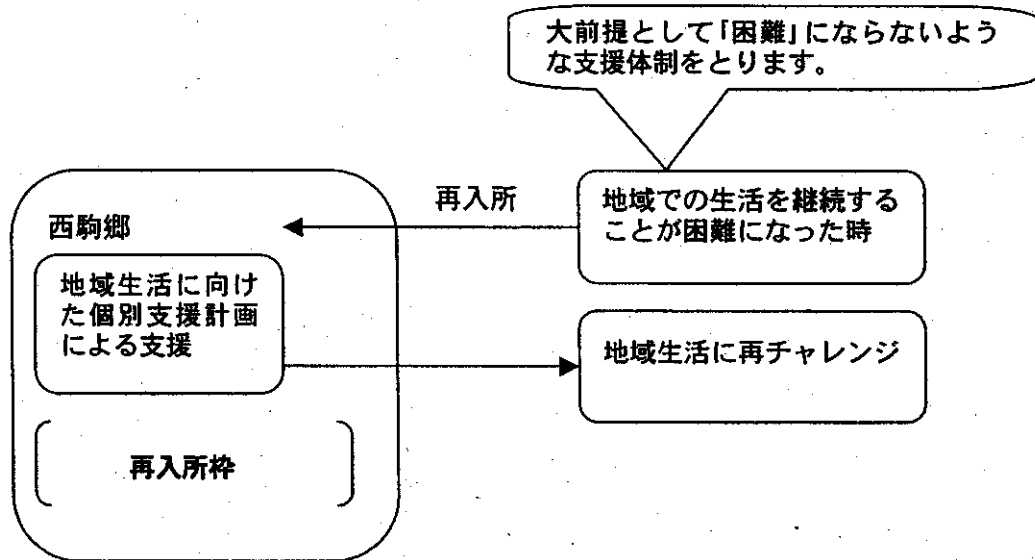 大前提として「困難」にならないよう
な支援体制をとります。
再入所
地域での生活を継続する
ことが困難になった時
西駒郷
地域生活に向け
た個別支援計画
による支援
地域生活に再チャレンジ
再入所枠